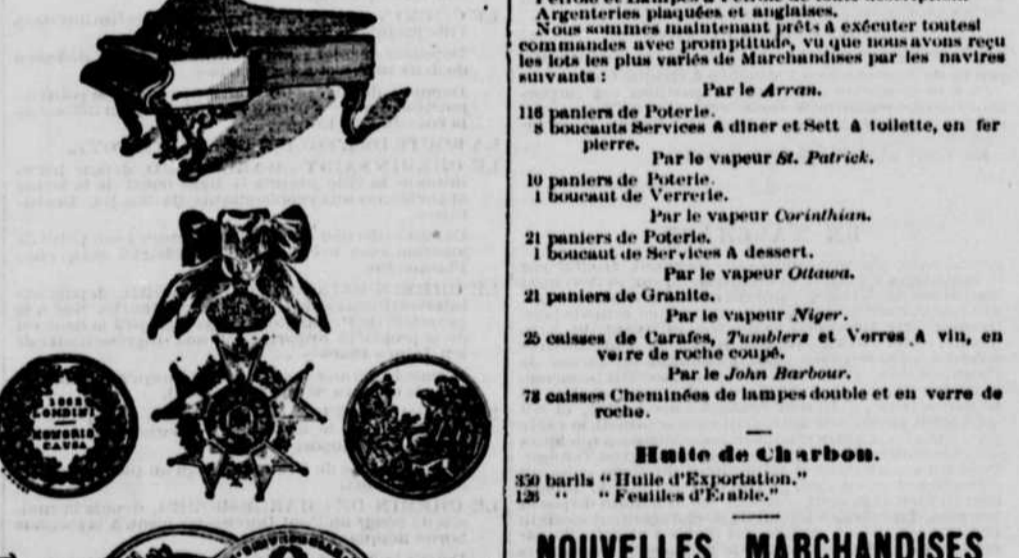 Argenteries plaquées et anglaises.
Nous sommes maintenant prêts à exécuter toutesl
commandes avec promptitude, vu que nous avons reçu
les lots les plus variés de Marchandises par les navires
suivants :
Par le Arran.
116 paniers de Poterie.
8 boucauts Services à diner et Sett à toilette, en fer
pierre.
Par le vapeur St. Patrick.
10 paniers de Poterie.
1 boucaut de Verrerie.
Par le vapeur Corinthian.
21 paniers de Poterie.
1 boucaut de Services à dessert.
Par le vapeur Ottawa.
21 paniers de Granite.
Par le vapeur Niger.
25 caisses de Carafes, Tumblers et Verres à vin, en
verre de roche coupé.
Par le John Barbour.
78 caisses Cheminées de lampes double et en verre de
roche.
Huile de Charbon.
350 barils “Huile d'Exportation.”
126 “ “ “Feuilles d'Erable.”
NOUVELLES MARCHANDISES
LONDINI
HONORIS
CAUSA